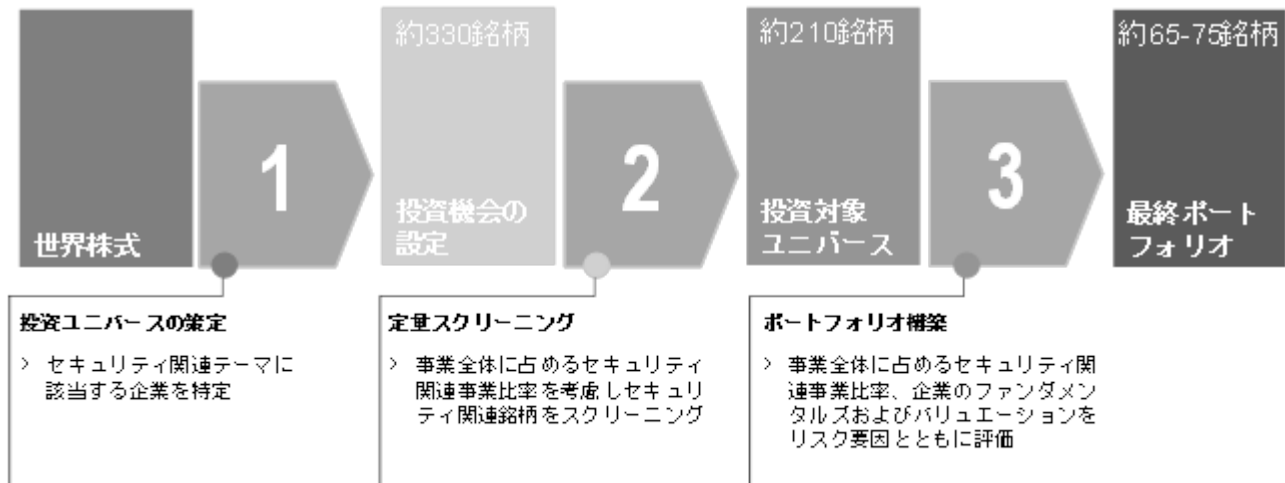 約330銘柄
約210銘柄
約65-75銘柄
1
2
3
世界株式
投資機会の
設定
投資対象
ユニバース
最終ポート
フォリオ
投資ユニバースの策定
> セキュリティ関連テーマに
該当する企業を特定
定量スクリーニング
> 事業全体に占めるセキュリティ
関連事業比率を考慮しセキュリ
ティ関連銘柄をスクリーニング
ポートフォリオ構築
> 事業全体に占めるセキュリティ関
連事業比率、企業のファンダメン
タルズおよびバリュエーションを
リスク要因とともに評価